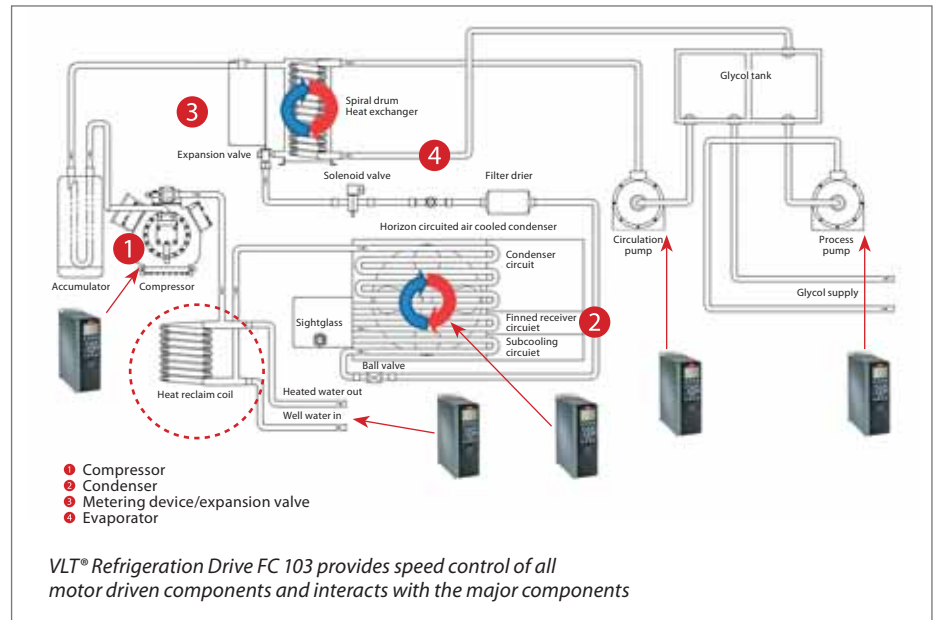 Glycol tank
Spiral drum
Heat exchanger
3
4
Expansion valve
Solenoid valve
Filter drier
Horizon circuited air cooled condenser
Circulation
pump
Process
pump
1
Condenser
circuit
Accumulator
Compressor
Glycol supply
Sightglass
Finned receiver
circuiet
2
Subcooling
circuiet
Ball valve
Heat reclaim coil
Heated water out
Well water in
1 Compressor
2 Condenser
3 Metering device/expansion valve
4 Evaporator
VLT® Refrigeration Drive FC 103 provides speed control of all
motor driven components and interacts with the major components